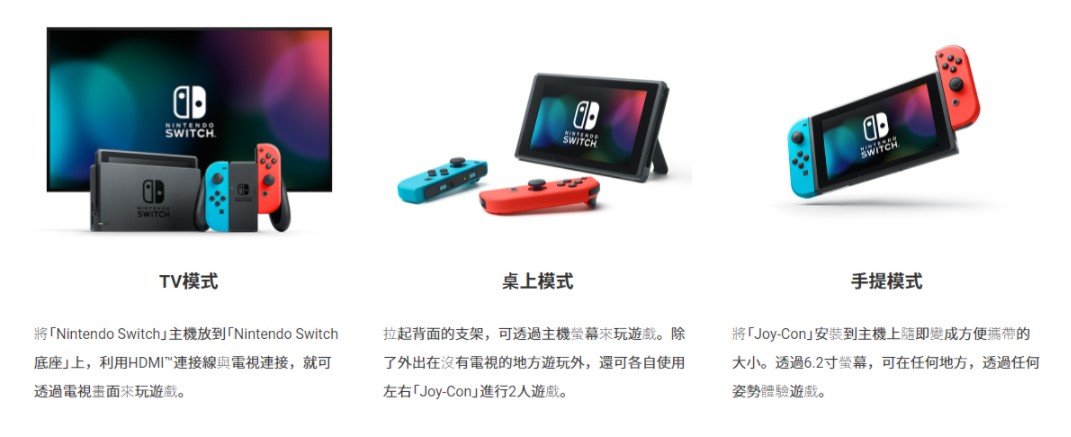 NINTENDO
SWITCH
NINTENDO
SWITCH
NINTENDO
SWITCH
NINTENDO
SWITCH
TV模式
將「Nintendo Switch」主機放到「Nintendo Switch
底座」上，利用HDMI™連接線與電視連接，就可
透過電視畫面來玩遊戲。
桌上模式
拉起背面的支架，可透過主機螢幕來玩遊戲。除
了外出在沒有電視的地方遊玩外，還可各自使用
左右「Joy-Con」進行2人遊戲。
手提模式
將「Joy-Con」安裝到主機上隨即變成方便攜帶的
大小。透過6.2寸螢幕，可在任何地方，透過任何
姿勢體驗遊戲。